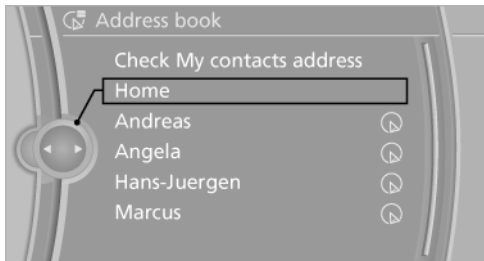 Address book
Check My contacts address
Home
Andreas
Angela
Hans-Juergen
Marcus